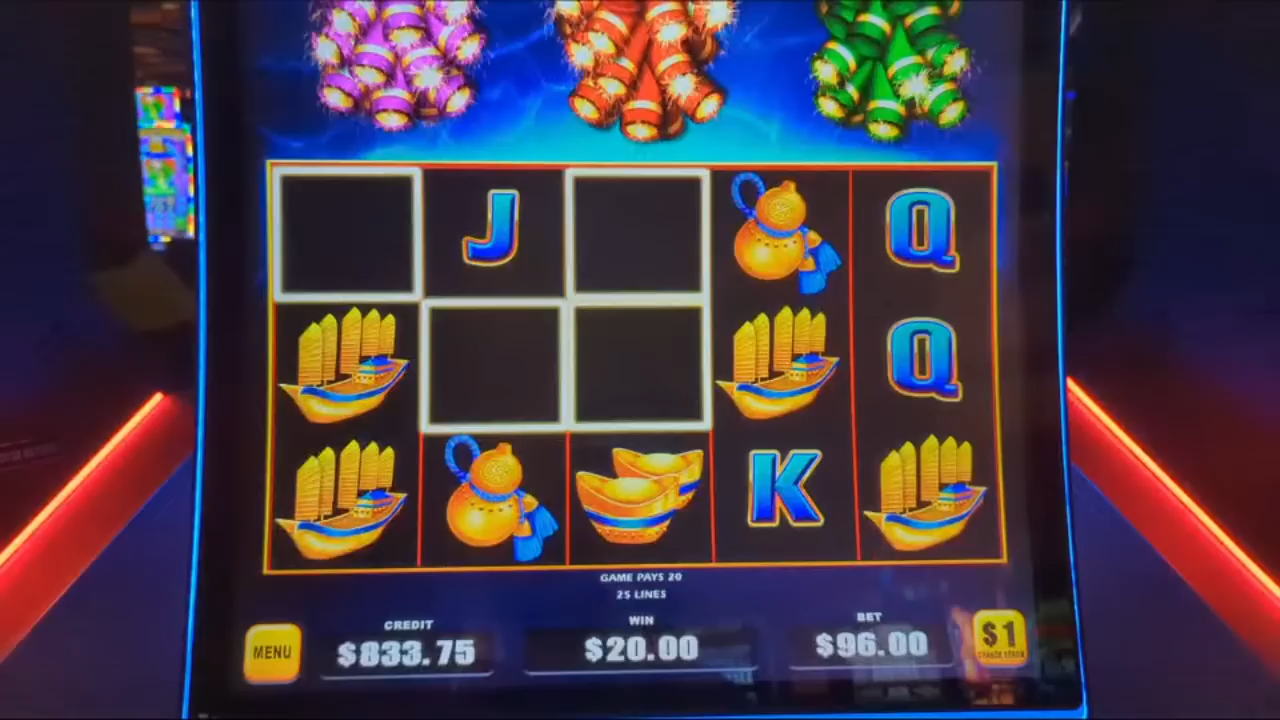 J
Q
Q
K
GAME PAYS 20
25 LINES
CREDIT
WIN
BET
MENU
$833.75
$20.00
$96.00
$1